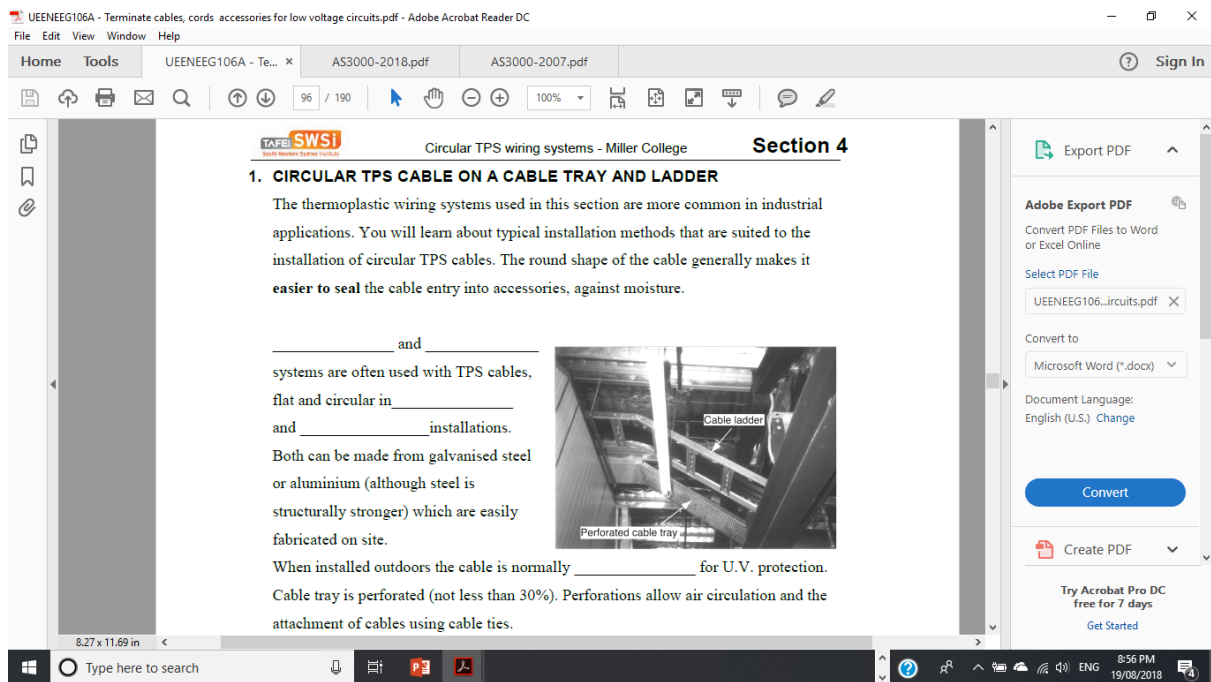 UEENEEG106A - Terminate cables, cords  accessories for low voltage circuits.pdf - Adobe Acrobat Reader DC
File Edit View Window Help
Home Tools UEENEEG106A - Te... × AS3000-2018.pdf AS3000-2007.pdf ? Sign In
96 / 190 100%
TAFE SWSi
South Western Sydney Institute
Circular TPS wiring systems - Miller College Section 4
1. CIRCULAR TPS CABLE ON A CABLE TRAY AND LADDER
The thermoplastic wiring systems used in this section are more common in industrial
applications. You will learn about typical installation methods that are suited to the
installation of circular TPS cables. The round shape of the cable generally makes it
easier to seal the cable entry into accessories, against moisture.
________________ and _______________
systems are often used with TPS cables,
flat and circular in________________
and _________________installations.
Both can be made from galvanised steel
or aluminium (although steel is
structurally stronger) which are easily
fabricated on site.
Cable ladder
Perforated cable tray
When installed outdoors the cable is normally ________________ for U.V. protection.
Cable tray is perforated (not less than 30%). Perforations allow air circulation and the
attachment of cables using cable ties.
8.27 x 11.69 in
Export PDF
Adobe Export PDF
Convert PDF Files to Word
or Excel Online
Select PDF File
UEENEEG106...ircuits.pdf ×
Convert to
Microsoft Word (*.docx)
Document Language:
English (U.S.) Change
Convert
Create PDF
Try Acrobat Pro DC
free for 7 days
Get Started
Type here to search
ENG
8:56 PM
19/08/2018
4